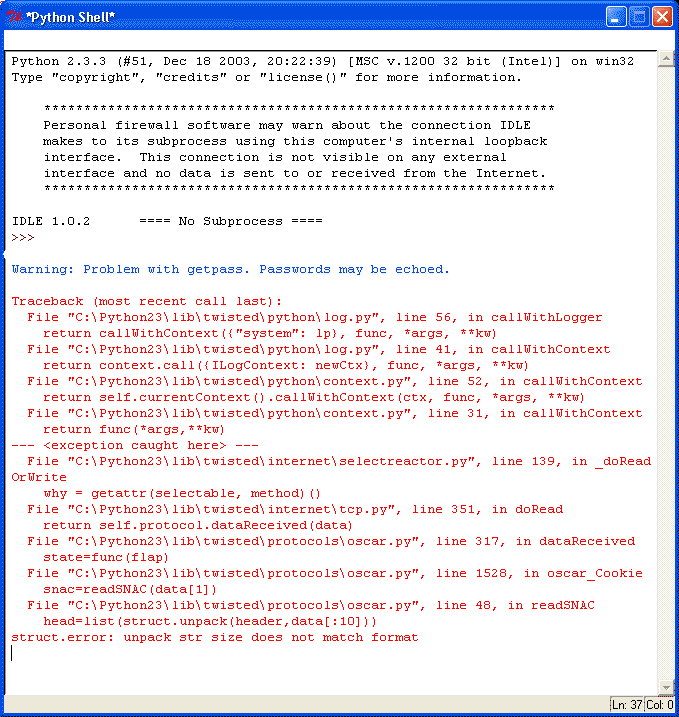 *Python Shell*
Python 2.3.3 (#51, Dec 18 2003, 20:22:39) [MSC v.1200 32 bit (Intel)] on win32
Type "copyright", "credits" or "license()" for more information.
****************************************************************
Personal firewall software may warn about the connection IDLE
makes to its subprocess using this computer's internal loopback
interface.  This connection is not visible on any external
interface and no data is sent to or received from the Internet.
****************************************************************
IDLE 1.0.2      ==== No Subprocess ====
>>>
Warning: Problem with getpass. Passwords may be echoed.
Traceback (most recent call last):
  File "C:\Python23\lib\twisted\python\log.py", line 56, in callWithLogger
    return callWithContext({"system": lp}, func, *args, **kw)
  File "C:\Python23\lib\twisted\python\log.py", line 41, in callWithContext
    return context.call({ILogContext: newCtx}, func, *args, **kw)
  File "C:\Python23\lib\twisted\python\context.py", line 52, in callWithContext
    return self.currentContext().callWithContext(ctx, func, *args, **kw)
  File "C:\Python23\lib\twisted\python\context.py", line 31, in callWithContext
    return func(*args,**kw)
--- <exception caught here> ---
  File "C:\Python23\lib\twisted\internet\selectreactor.py", line 139, in _doRead
OrWrite
    why = getattr(selectable, method)()
  File "C:\Python23\lib\twisted\internet\tcp.py", line 351, in doRead
    return self.protocol.dataReceived(data)
  File "C:\Python23\lib\twisted\protocols\oscar.py", line 317, in dataReceived
    state=func(flap)
  File "C:\Python23\lib\twisted\protocols\oscar.py", line 1528, in oscar_Cookie
    snac=readSNAC(data[1])
  File "C:\Python23\lib\twisted\protocols\oscar.py", line 48, in readSNAC
    head=list(struct.unpack(header,data[:10]))
struct.error: unpack str size does not match format
Ln: 37 Col: 0